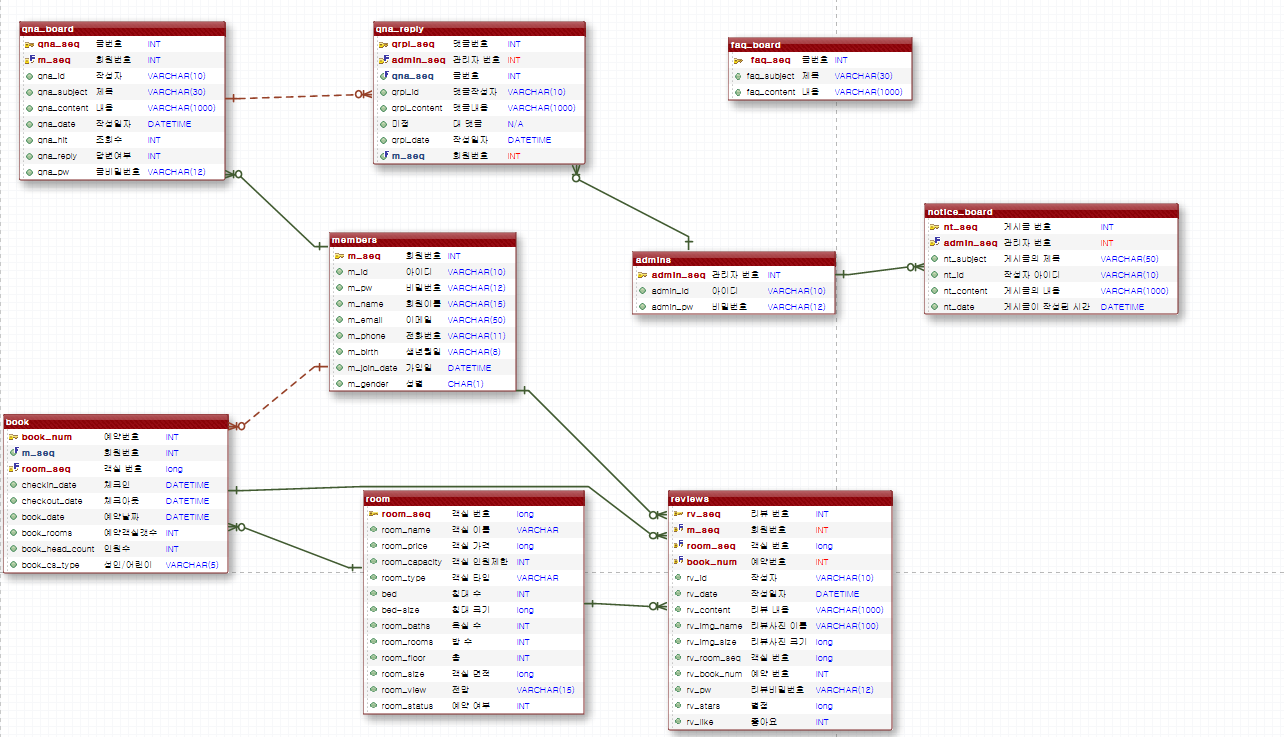 qna_board
qna_seq 글번호 INT
m_seq 회원번호 INT
qna_id 작성자 VARCHAR(10)
qna_subject 제목 VARCHAR(30)
qna_content 내용 VARCHAR(1000)
qna_date 작성일자 DATETIME
qna_hit 조회수 INT
qna_reply 답변여부 INT
qna_pw 글비밀번호 VARCHAR(12)
qna_reply
qrpl_seq 댓글번호 INT
admin_seq 관리자 번호 INT
qna_seq 글번호 INT
qrpl_id 댓글작성자 VARCHAR(10)
qrpl_content 댓글내용 VARCHAR(1000)
미정 대 댓글 N/A
qrpl_date 작성일자 DATETIME
m_seq 회원번호 INT
faq_board
faq_seq 글번호 INT
faq_subject 제목 VARCHAR(30)
faq_content 내용 VARCHAR(1000)
notice_board
nt_seq 게시글 번호 INT
admin_seq 관리자 번호 INT
nt_subject 게시글의 제목 VARCHAR(50)
nt_id 작성자 아이디 VARCHAR(10)
nt_content 게시글의 내용 VARCHAR(1000)
nt_date 게시글이 작성된 시간 DATETIME
members
m_seq 회원번호 INT
m_id 아이디 VARCHAR(10)
m_pw 비밀번호 VARCHAR(12)
m_name 회원이름 VARCHAR(15)
m_email 이메일 VARCHAR(50)
m_phone 전화번호 VARCHAR(11)
m_birth 생년월일 VARCHAR(8)
m_join_date 가입일 DATETIME
m_gender 성별 CHAR(1)
admins
admin_seq 관리자 번호 INT
admin_id 아이디 VARCHAR(10)
admin_pw 비밀번호 VARCHAR(12)
book
book_num 예약번호 INT
m_seq 회원번호 INT
room_seq 객실 번호 long
checkin_date 체크인 DATETIME
checkout_date 체크아웃 DATETIME
book_date 예약날짜 DATETIME
book_rooms 예약객실갯수 INT
book_head_count 인원수 INT
book_cs_type 성인/어린이 VARCHAR(5)
room
room_seq 객실 번호 long
room_name 객실 이름 VARCHAR
room_price 객실 가격 long
room_capacity 객실 인원제한 INT
room_type 객실 타입 VARCHAR
bed 침대 수 INT
bed-size 침대 크기 long
room_baths 욕실 수 INT
room_rooms 방 수 INT
room_floor 층 INT
room_size 객실 면적 long
room_view 전망 VARCHAR(15)
room_status 예약 여부 INT
reviews
rv_seq 리뷰 번호 INT
m_seq 회원번호 INT
room_seq 객실 번호 long
book_num 예약번호 INT
rv_id 작성자 VARCHAR(10)
rv_date 작성일자 DATETIME
rv_content 리뷰 내용 VARCHAR(1000)
rv_img_name 리뷰사진 이름 VARCHAR(100)
rv_img_size 리뷰사진 크기 long
rv_room_seq 객실 번호 long
rv_book_num 예약 번호 INT
rv_pw 리뷰비밀번호 VARCHAR(12)
rv_stars 별점 long
rv_like 좋아요 INT